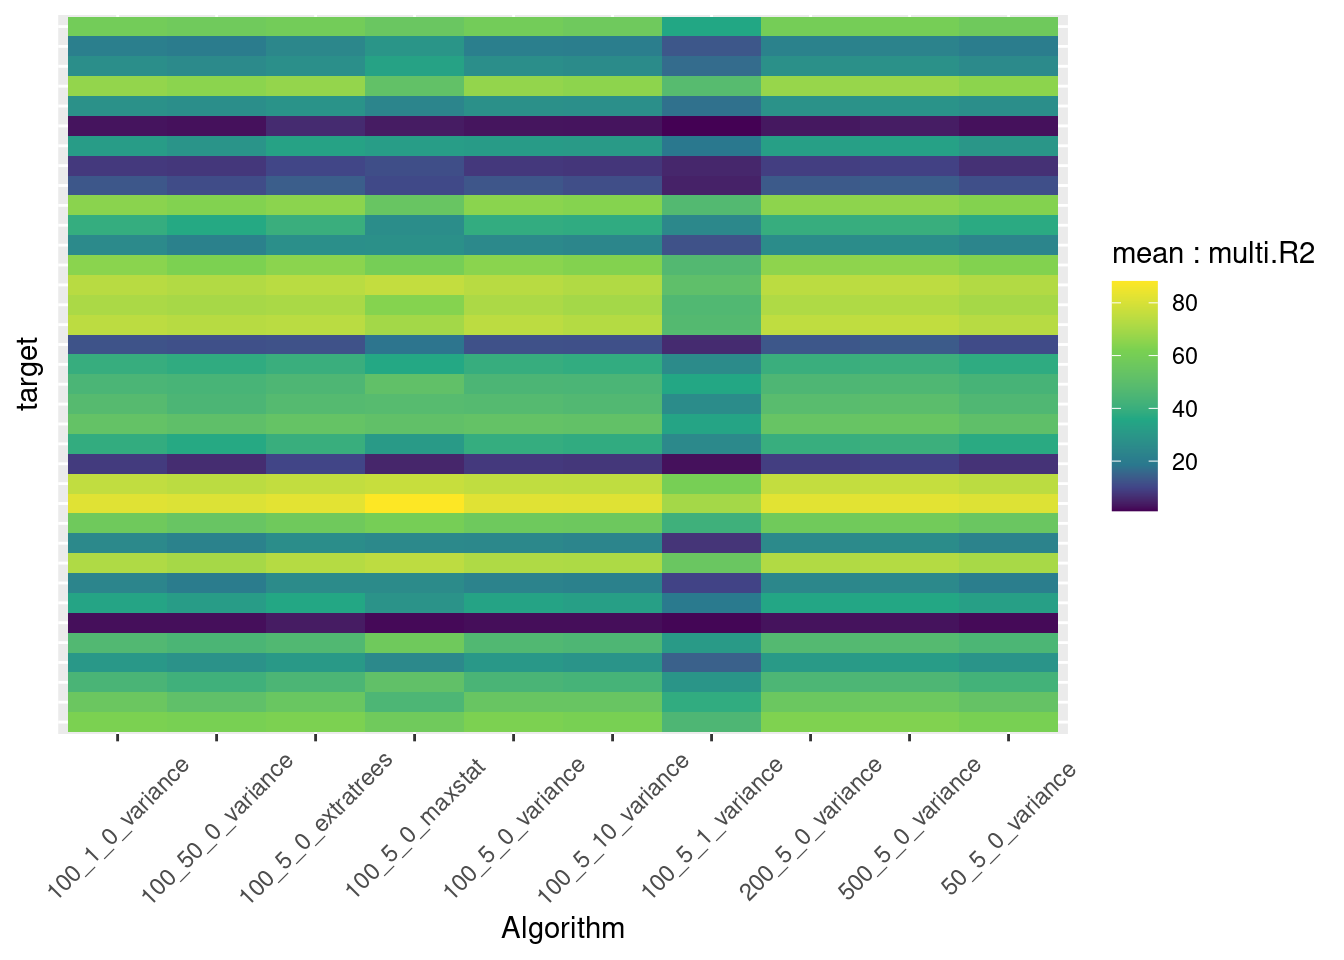 mean : multi.R2
80
60
40
20
target
100_1_0_variance
100_50_0_variance
100_5_0_extratrees
100_5_0_maxstat
100_5_0_variance
100_5_10_variance
100_5_1_variance
200_5_0_variance
500_5_0_variance
50_5_0_variance
Algorithm